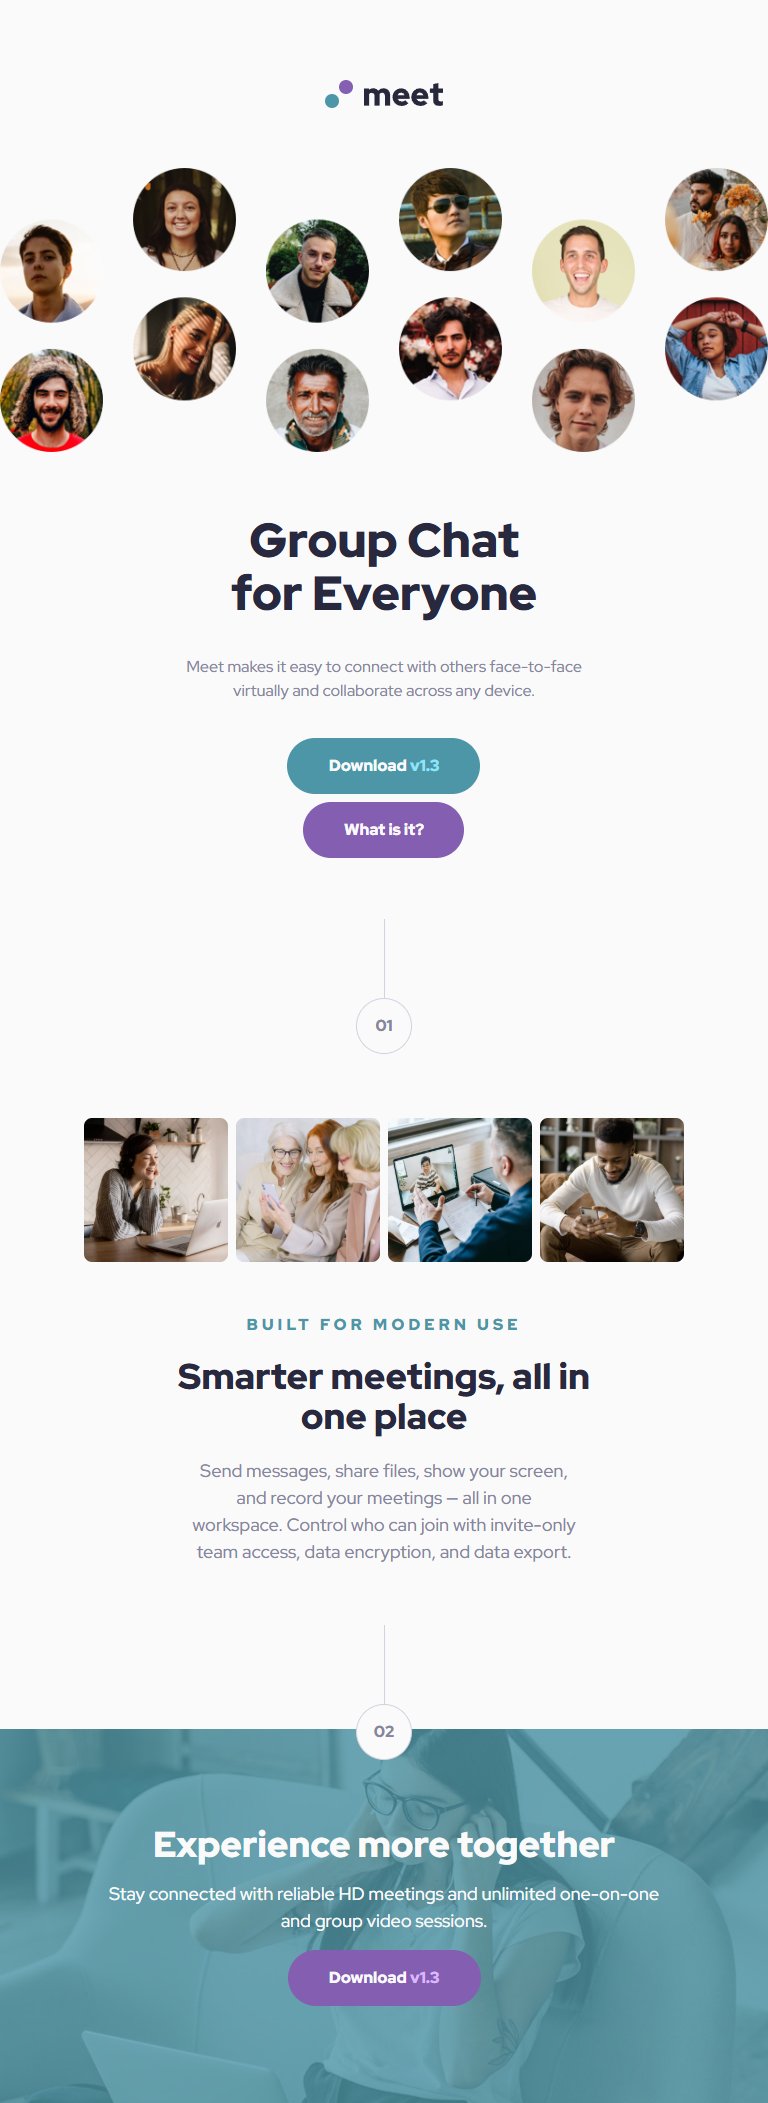 meet
Group Chat
for Everyone
Meet makes it easy to connect with others face-to-face
virtually and collaborate across any device.
Download v1.3
What is it?
01
BUILT FOR MODERN USE
Smarter meetings, all in
one place
Send messages, share files, show your screen,
and record your meetings — all in one
workspace. Control who can join with invite-only
team access, data encryption, and data export.
02
Experience more together
Stay connected with reliable HD meetings and unlimited one-on-one
and group video sessions.
Download v1.3